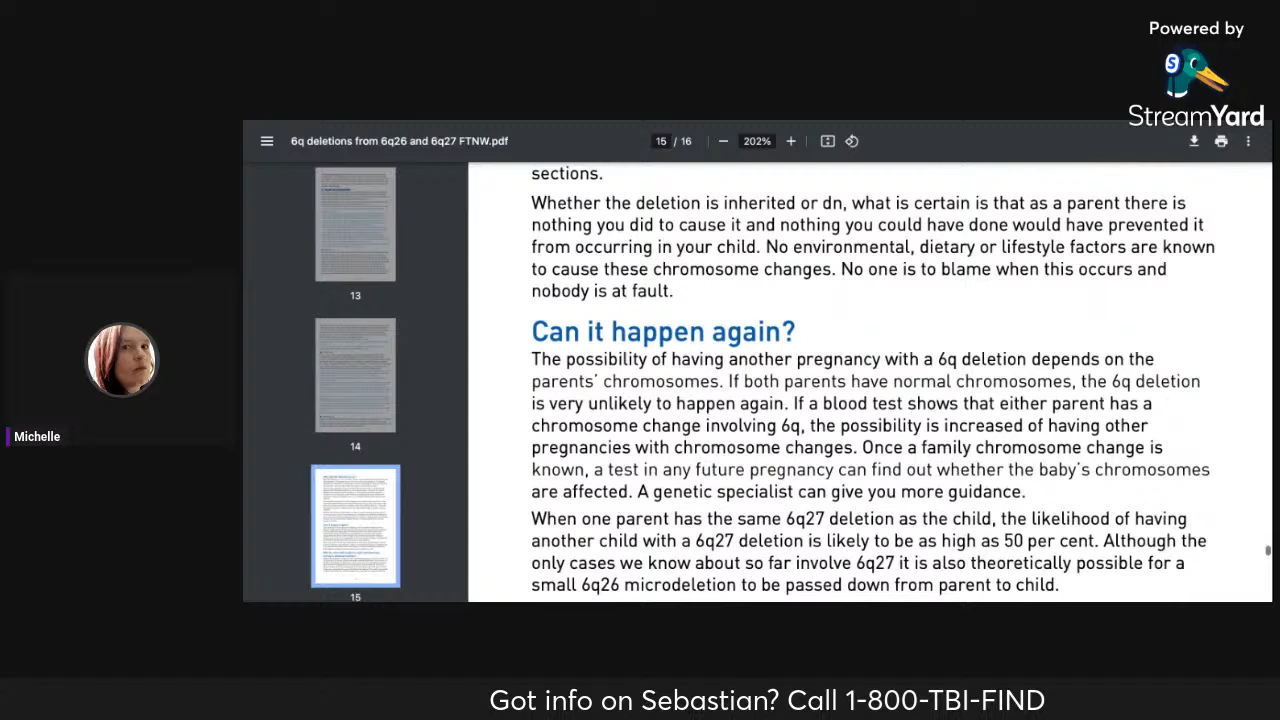 Powered by
S
StreamYard
6q deletions from 6q26 and 6q27 FTNW.pdf
15 / 16
202%
sections.
Whether the deletion is inherited or dn, what is certain is that as a parent there is
nothing you did to cause it and nothing you could have done would have prevented it
from occurring in your child. No environmental, dietary or lifestyle factors are known
to cause these chromosome changes. No one is to blame when this occurs and
nobody is at fault.
Can it happen again?
The possibility of having another pregnancy with a 6q deletion depends on the
parents' chromosomes. If both parents have normal chromosomes, the 6q deletion
is very unlikely to happen again. If a blood test shows that either parent has a
chromosome change involving 6q, the possibility is increased of having other
pregnancies with chromosome changes. Once a family chromosome change is
known, a test in any future pregnancy can find out whether the baby's chromosomes
are affected. A genetic specialist can give you more guidance.
When one parent has the same 6q27 deletion as the child, the likelihood of having
another child with a 6q27 deletion is likely to be as high as 50 per cent. Although the
only cases we know about so far involve 6q27 it is also theoretically possible for a
small 6q26 microdeletion to be passed down from parent to child.
13
14
15
Michelle
Got info on Sebastian? Call 1-800-TBI-FIND